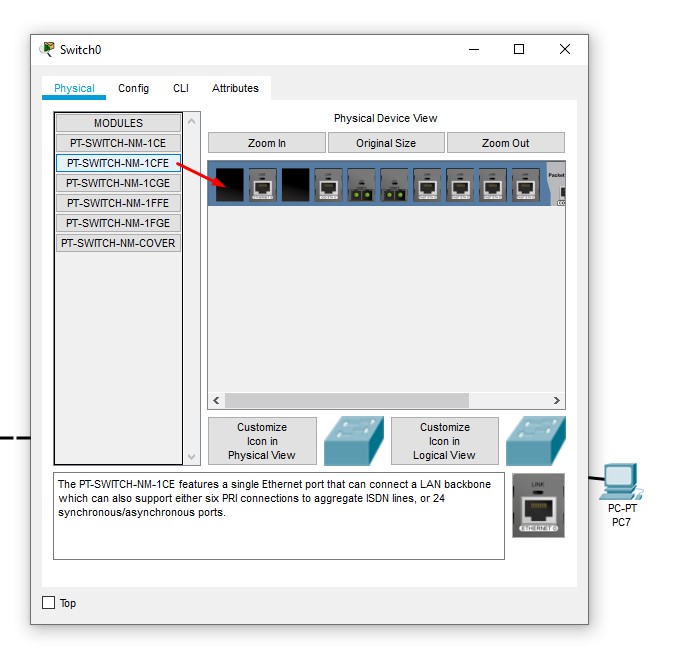 Switch0
Physical Config CLI Attributes
MODULES
PT-SWITCH-NM-1CE
PT-SWITCH-NM-1CFE
PT-SWITCH-NM-1CGE
PT-SWITCH-NM-1FFE
PT-SWITCH-NM-1FGE
PT-SWITCH-NM-COVER
Physical Device View
Zoom In Original Size Zoom Out
Packet
Customize
Icon in
Physical View
Customize
Icon in
Logical View
The PT-SWITCH-NM-1CE features a single Ethernet port that can connect a LAN backbone
which can also support either six PRI connections to aggregate ISDN lines, or 24
synchronous/asynchronous ports.
LINK
ETHERNET 0
PC-PT
PC7
Top